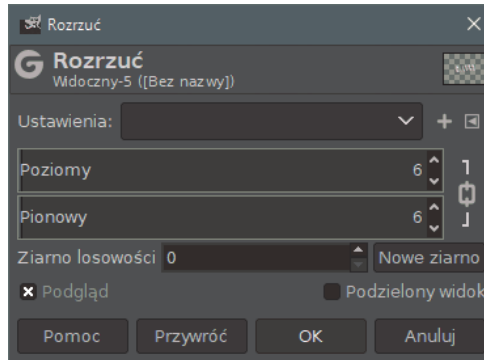 Rozrzuć
Rozrzuć
Widoczny-5 ([Bez nazwy])
Ustawienia:
Poziomy 6
Pionowy 6
Ziarno losowości 0 Nowe ziarno
Podgląd Podzielony widok
Pomoc Przywróć OK Anuluj